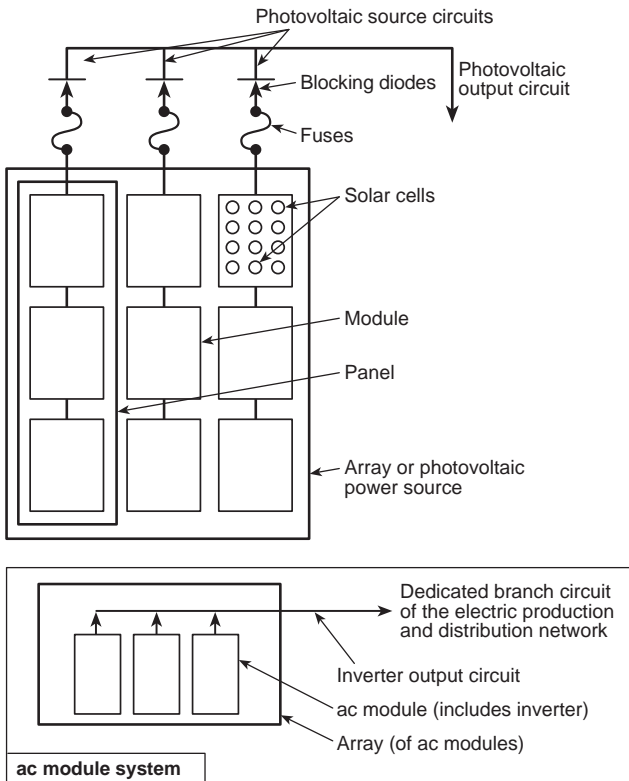 Photovoltaic source circuits
Photovoltaic
output circuit
Blocking diodes
Fuses
Solar cells
Module
Panel
Array or photovoltaic
power source
Dedicated branch circuit
of the electric production
and distribution network
Inverter output circuit
ac module (includes inverter)
Array (of ac modules)
ac module system